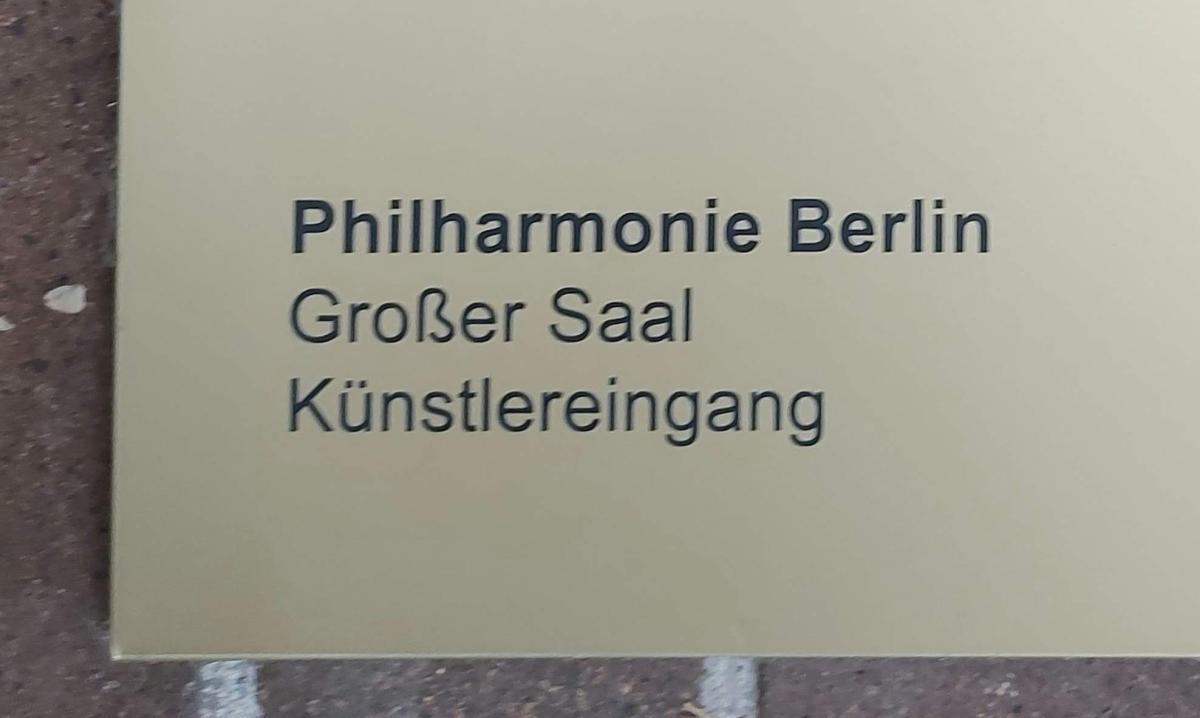 Philharmonie Berlin
Großer Saal
Künstlereingang